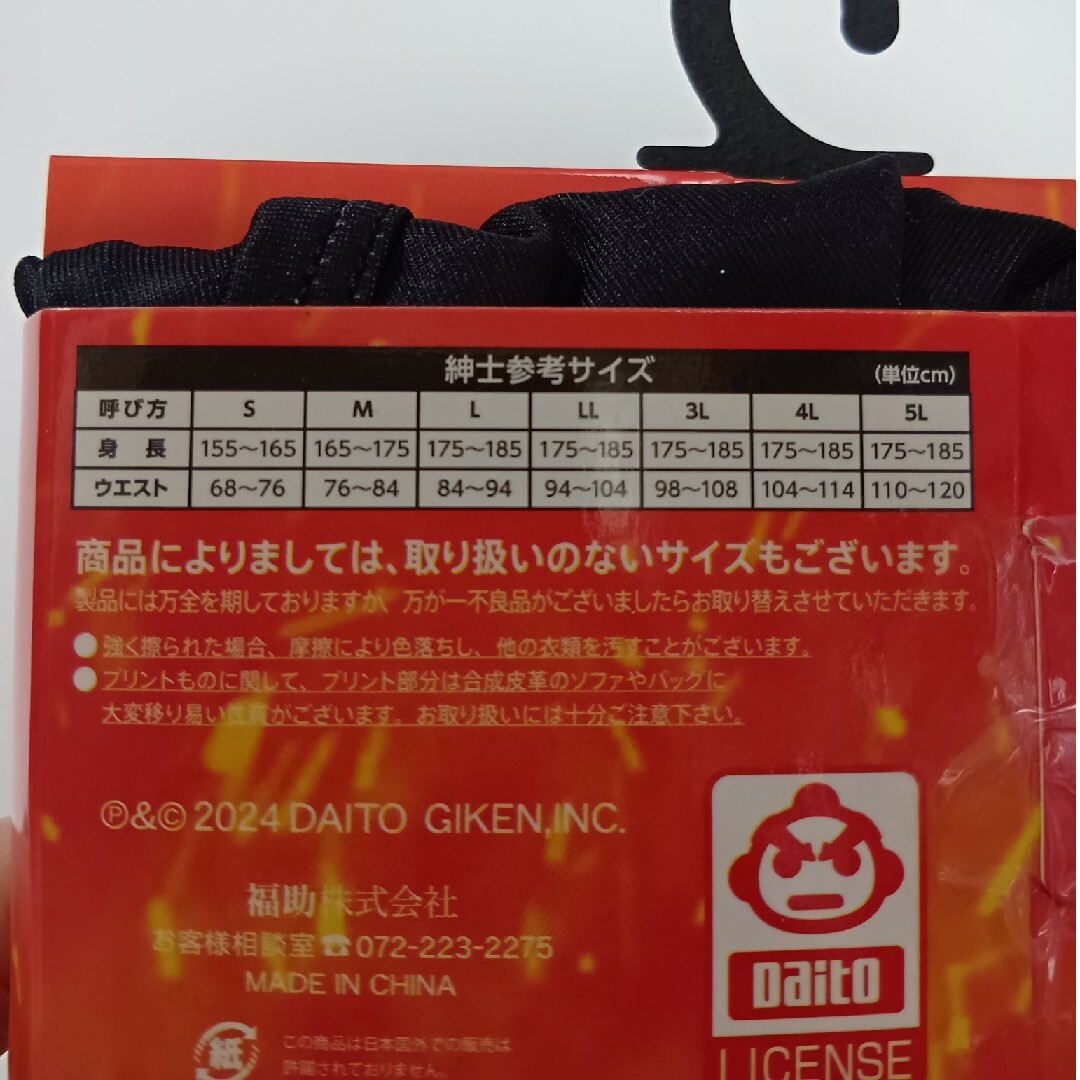 紳士参考サイズ (単位cm)
呼び方 S M L LL 3L 4L 5L
身 長 155〜165 165〜175 175〜185 175〜185 175〜185 175〜185 175〜185
ウエスト 68〜76 76〜84 84〜94 94〜104 98〜108 104〜114 110〜120
商品によりましては、取り扱いのないサイズもございます。
製品には万全を期しておりますが、万が一不良品がございましたらお取り替えさせていただきます。
●強く擦られた場合、摩擦により色落ちし、他の衣類を汚すことがございます。
●プリントものに関して、プリント部分は合成皮革のソファやバッグに
大変移り易い性質がございます。お取り扱いには十分ご注意下さい。
Ⓟ&© 2024 DAITO GIKEN,INC.
福助株式会社
お客様相談室☎072-223-2275
MADE IN CHINA
紙
この商品は日本国外での販売は
許諾されておりません。
Daito
LICENSE